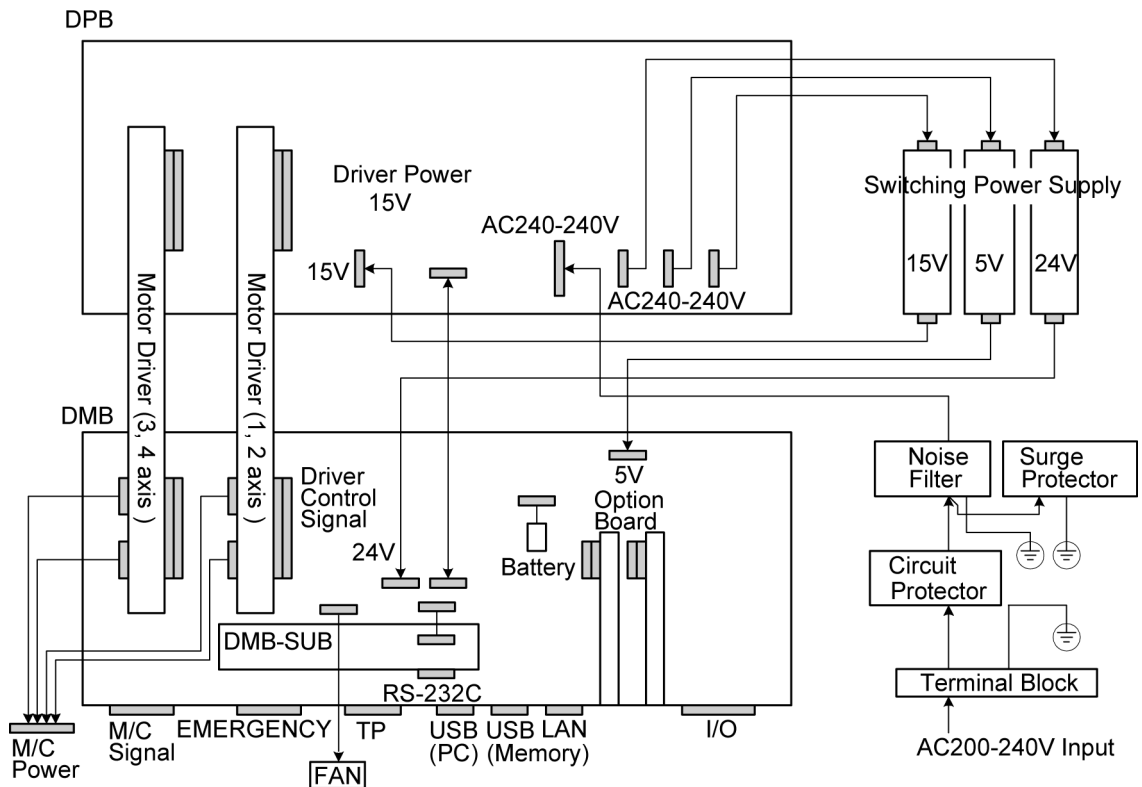 DPB
Driver Power
15V
Switching Power Supply
AC240-240V
15V
AC240-240V
15V
5V
24V
Motor Driver (3, 4 axis )
Motor Driver (1, 2 axis )
DMB
Driver
Control
Signal
5V
Option
Board
Noise
Filter
Surge
Protector
24V
Battery
Circuit
Protector
DMB-SUB
RS-232C
Terminal Block
M/C
Power
M/C
Signal
EMERGENCY
TP
USB
(PC)
USB
(Memory)
LAN
I/O
AC200-240V Input
FAN